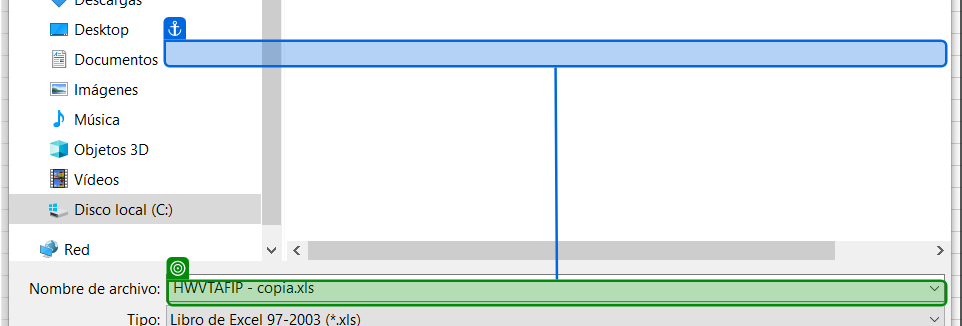 Descargas
Desktop
Documentos
Imágenes
Música
Objetos 3D
Vídeos
Disco local (C:)
Red
Nombre de archivo: HWVTAFIP - copia.xls
Tipo: Libro de Excel 97-2003 (*.xls)